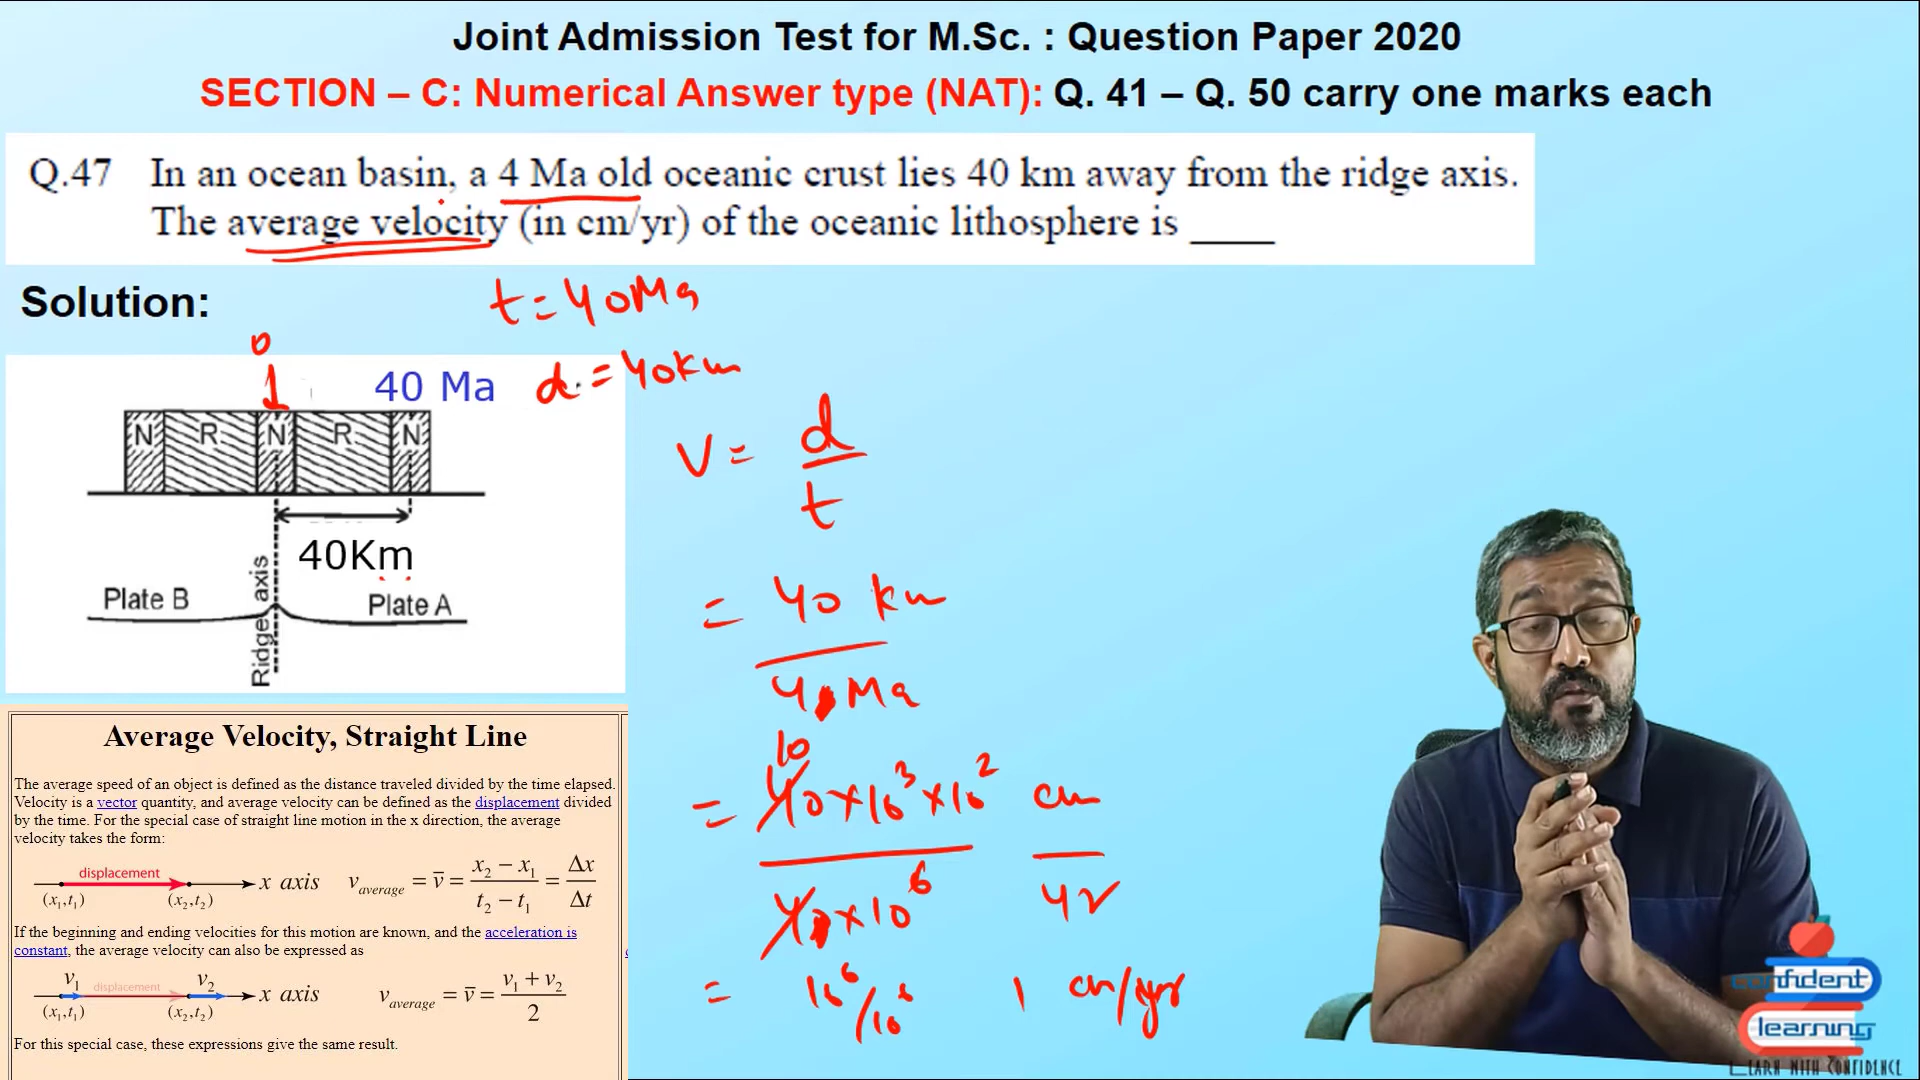 Joint Admission Test for M.Sc. : Question Paper 2020
SECTION – C: Numerical Answer type (NAT): Q. 41 – Q. 50 carry one marks each
Q.47 In an ocean basin, a 4 Ma old oceanic crust lies 40 km away from the ridge axis.
The average velocity (in cm/yr) of the oceanic lithosphere is ____
Solution:
t = 40Ma
0
40 Ma
d = 40km
N R N R N
V = d/t
40Km
Ridge axis
Plate B
Plate A
= 40 km
4 Ma
10
= 40 × 10³ × 10² cm
4 × 10⁶ yr
= 10⁶/10⁶ 1 cm/yr
Average Velocity, Straight Line
The average speed of an object is defined as the distance traveled divided by the time elapsed.
Velocity is a vector quantity, and average velocity can be defined as the displacement divided
by the time. For the special case of straight line motion in the x direction, the average
velocity takes the form:
displacement
x axis
(x₁,t₁) (x₂,t₂)
v average = v̄ = (x₂ − x₁)/(t₂ − t₁) = Δx/Δt
If the beginning and ending velocities for this motion are known, and the acceleration is
constant, the average velocity can also be expressed as
v₁ displacement v₂
x axis
(x₁,t₁) (x₂,t₂)
v average = v̄ = (v₁ + v₂)/2
For this special case, these expressions give the same result.
confident
learning
LEARN WITH CONFIDENCE